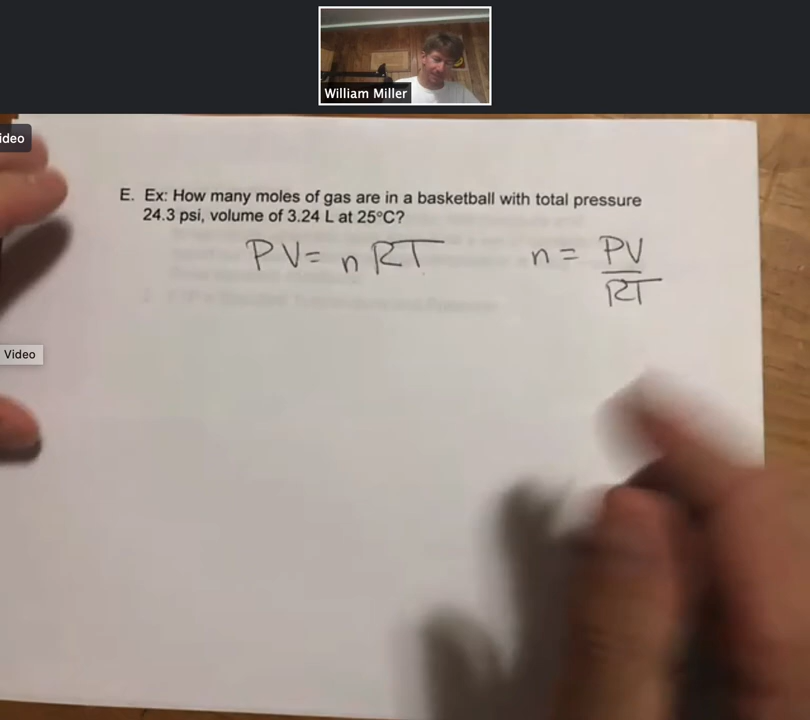 William Miller
ideo
E. Ex: How many moles of gas are in a basketball with total pressure
24.3 psi, volume of 3.24 L at 25°C?
PV = nRT
n = PV
RT
Video